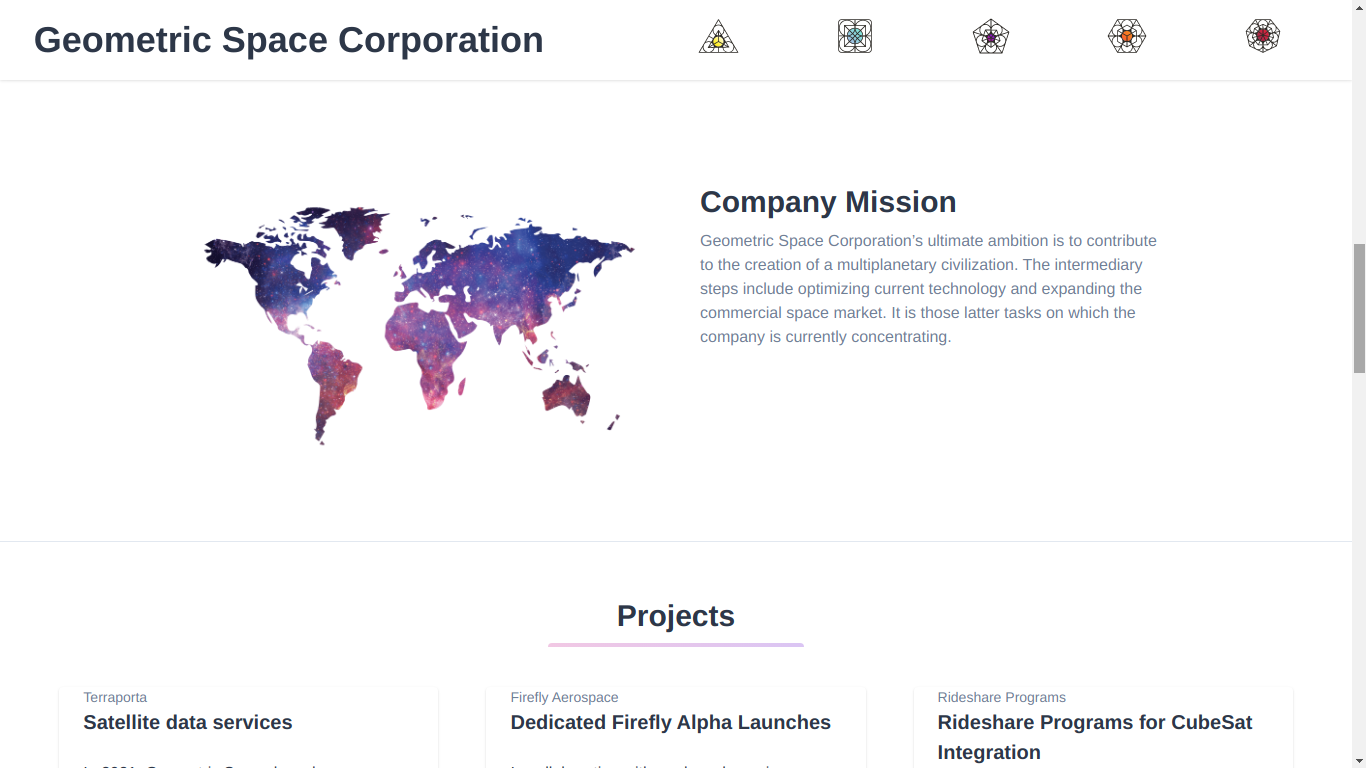 Geometric Space Corporation
Company Mission
Geometric Space Corporation’s ultimate ambition is to contribute
to the creation of a multiplanetary civilization. The intermediary
steps include optimizing current technology and expanding the
commercial space market. It is those latter tasks on which the
company is currently concentrating.
Projects
Terraporta
Satellite data services
Firefly Aerospace
Dedicated Firefly Alpha Launches
Rideshare Programs
Rideshare Programs for CubeSat
Integration